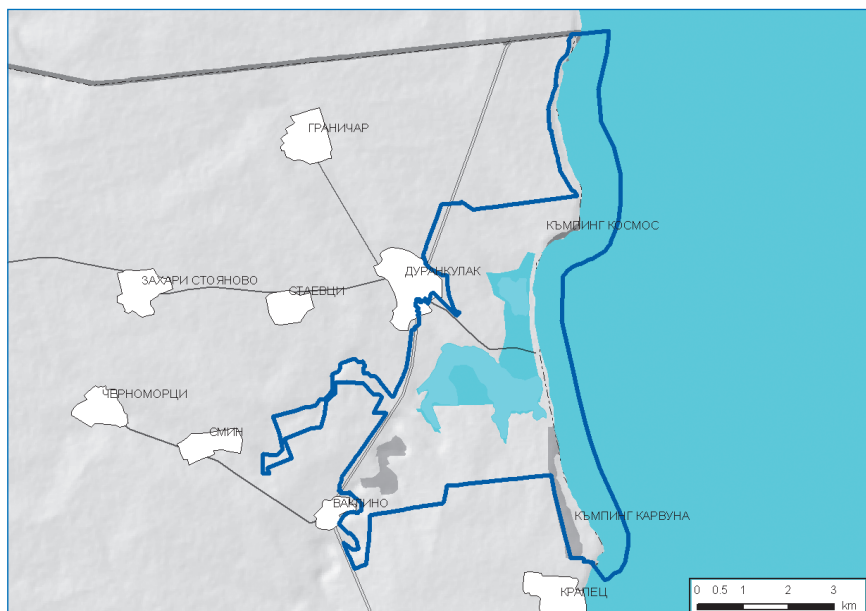 ГРАНИЧАР
КЪМПИНГ КОСМОС
ДУРАНКУЛАК
ЗАХАРИ СТОЯНОВО
СТАЕВЦИ
ЧЕРНОМОРЦИ
СМИН
ВАКЛИНО
КЪМПИНГ КАРВУНА
КРАПЕЦ
0 0.5 1 2 3
km